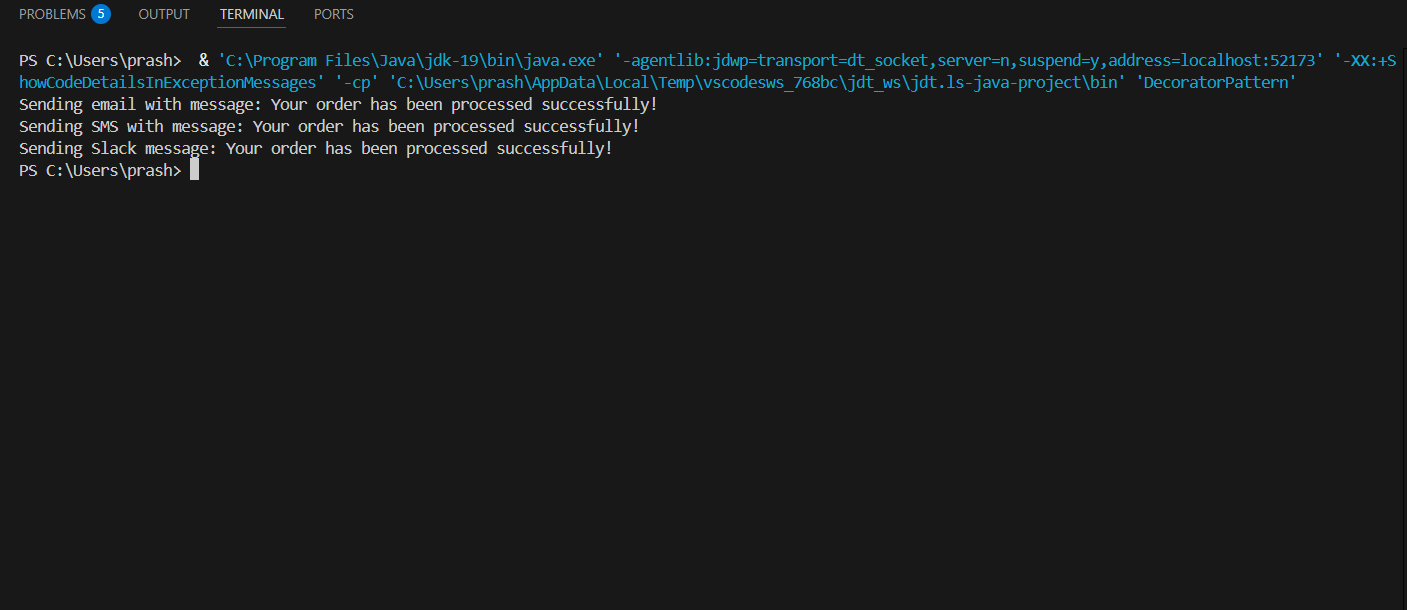 PROBLEMS 5 OUTPUT TERMINAL PORTS
PS C:\Users\prash>  & 'C:\Program Files\Java\jdk-19\bin\java.exe' '-agentlib:jdwp=transport=dt_socket,server=n,suspend=y,address=localhost:52173' '-XX:+S
howCodeDetailsInExceptionMessages' '-cp' 'C:\Users\prash\AppData\Local\Temp\vscodesws_768bc\jdt_ws\jdt.ls-java-project\bin' 'DecoratorPattern'
Sending email with message: Your order has been processed successfully!
Sending SMS with message: Your order has been processed successfully!
Sending Slack message: Your order has been processed successfully!
PS C:\Users\prash>